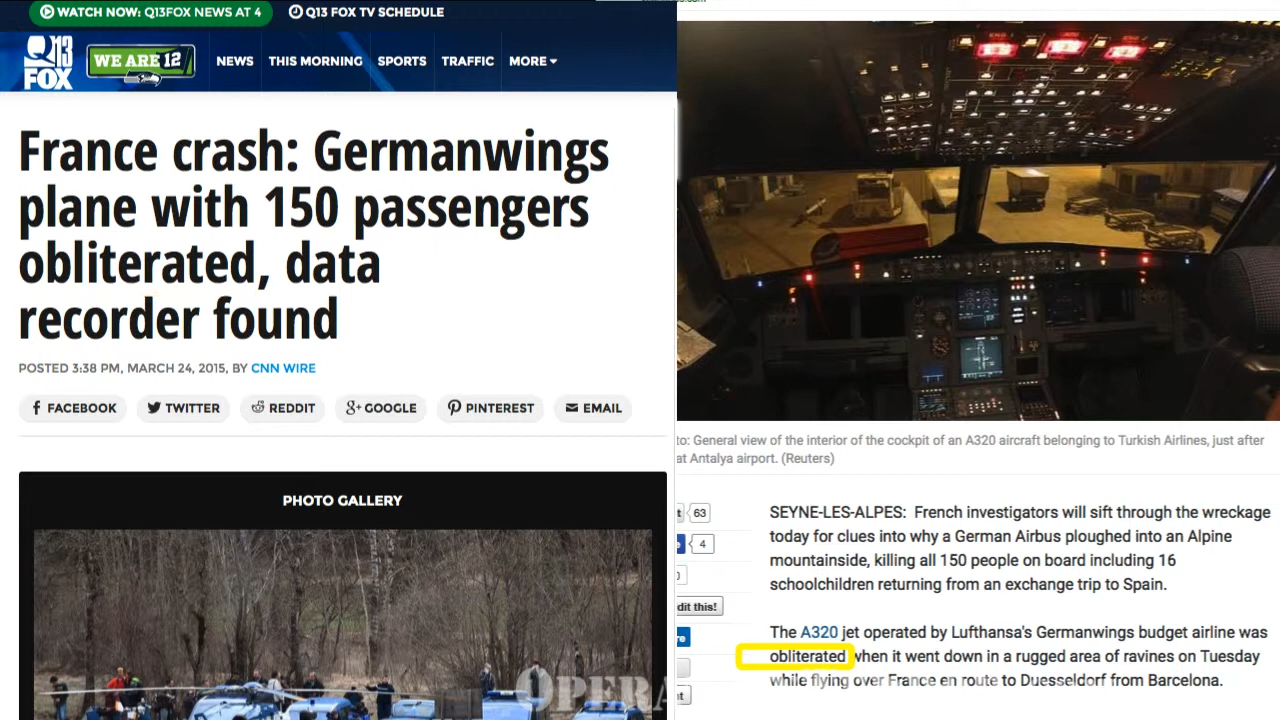 WATCH NOW: Q13FOX NEWS AT 4
Q13 FOX TV SCHEDULE
Q13
FOX
WE ARE 12
NEWS
THIS MORNING
SPORTS
TRAFFIC
MORE
France crash: Germanwings
plane with 150 passengers
obliterated, data
recorder found
POSTED 3:38 PM, MARCH 24, 2015, BY CNN WIRE
FACEBOOK
TWITTER
REDDIT
GOOGLE
PINTEREST
EMAIL
PHOTO GALLERY
to: General view of the interior of the cockpit of an A320 aircraft belonging to Turkish Airlines, just after
at Antalya airport. (Reuters)
63
4
dit this!
SEYNE-LES-ALPES: French investigators will sift through the wreckage
today for clues into why a German Airbus ploughed into an Alpine
mountainside, killing all 150 people on board including 16
schoolchildren returning from an exchange trip to Spain.
The A320 jet operated by Lufthansa's Germanwings budget airline was
obliterated when it went down in a rugged area of ravines on Tuesday
while flying over France en route to Duesseldorf from Barcelona.
OPERA